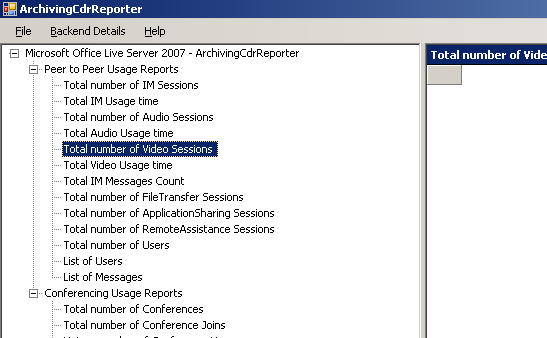 ArchivingCdrReporter
File Backend Details Help
Microsoft Office Live Server 2007 - ArchivingCdrReporter
Total number of Vide
Peer to Peer Usage Reports
Total number of IM Sessions
Total IM Usage time
Total number of Audio Sessions
Total Audio Usage time
Total number of Video Sessions
Total Video Usage time
Total IM Messages Count
Total number of FileTransfer Sessions
Total number of ApplicationSharing Sessions
Total number of RemoteAssistance Sessions
Total number of Users
List of Users
List of Messages
Conferencing Usage Reports
Total number of Conferences
Total number of Conference Joins